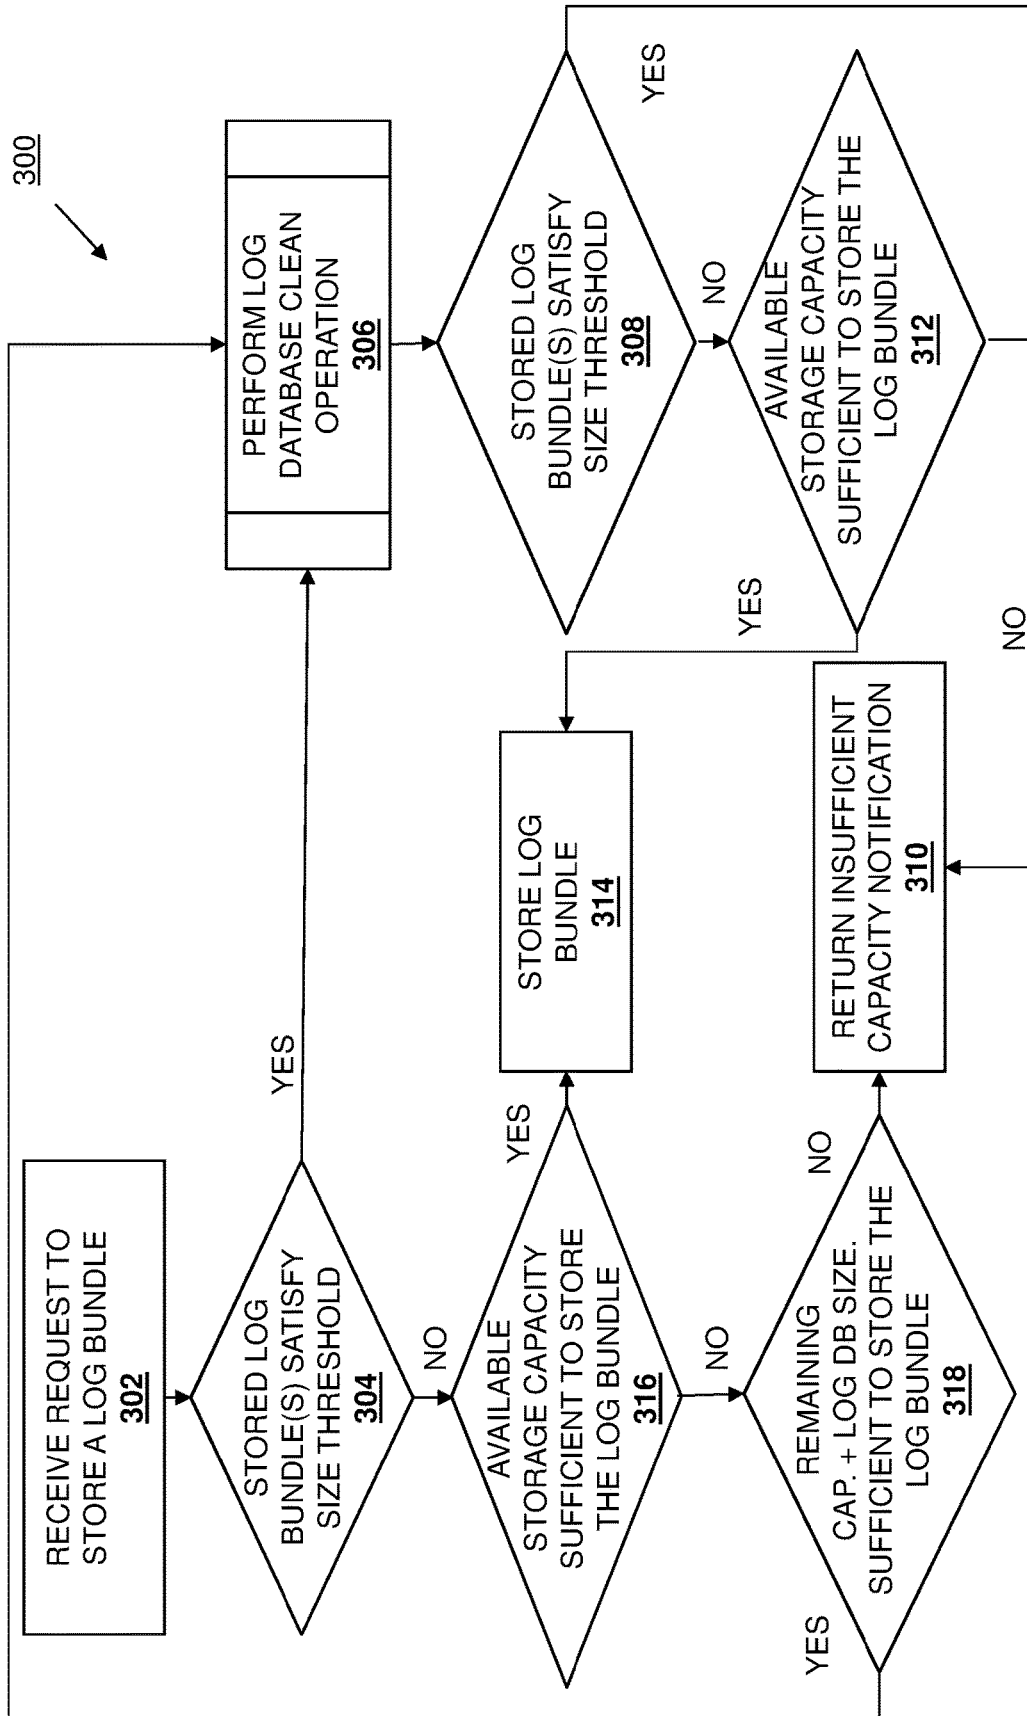 300
RECEIVE REQUEST TO
STORE A LOG BUNDLE
302
STORED LOG
BUNDLE(S) SATISFY
SIZE THRESHOLD
304
YES
NO
PERFORM LOG
DATABASE CLEAN
OPERATION
306
STORED LOG
BUNDLE(S) SATISFY
SIZE THRESHOLD
308
YES
NO
AVAILABLE
STORAGE CAPACITY
SUFFICIENT TO STORE THE
LOG BUNDLE
312
YES
NO
AVAILABLE
STORAGE CAPACITY
SUFFICIENT TO STORE
THE LOG BUNDLE
316
YES
NO
STORE LOG
BUNDLE
314
REMAINING
CAP. + LOG DB SIZE.
SUFFICIENT TO STORE THE
LOG BUNDLE
318
YES
NO
RETURN INSUFFICIENT
CAPACITY NOTIFICATION
310